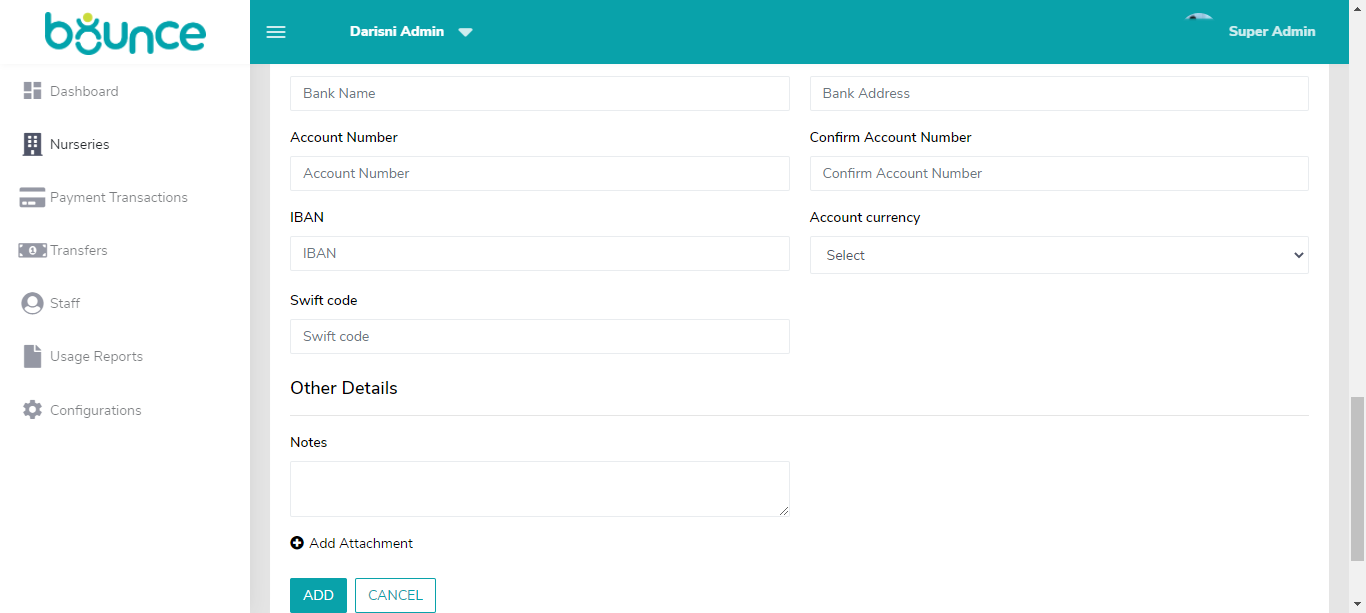 bounce
Darisni Admin
Super Admin
Dashboard
Nurseries
Payment Transactions
Transfers
Staff
Usage Reports
Configurations
Bank Name
Bank Address
Account Number
Confirm Account Number
Account Number
Confirm Account Number
IBAN
Account currency
IBAN
Select
Swift code
Swift code
Other Details
Notes
Add Attachment
ADD
CANCEL